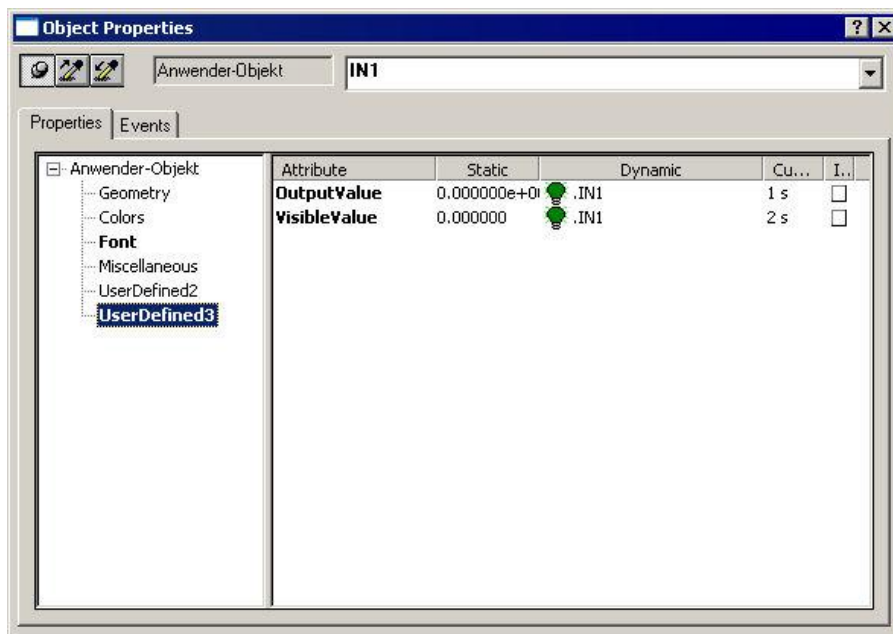 Object Properties
Anwender-Objekt IN1
Properties Events
Anwender-Objekt
Geometry
Colors
Font
Miscellaneous
UserDefined2
UserDefined3
Attribute Static Dynamic Cu... I..
OutputValue 0.000000e+0 .IN1 1 s
VisibleValue 0.000000 .IN1 2 s